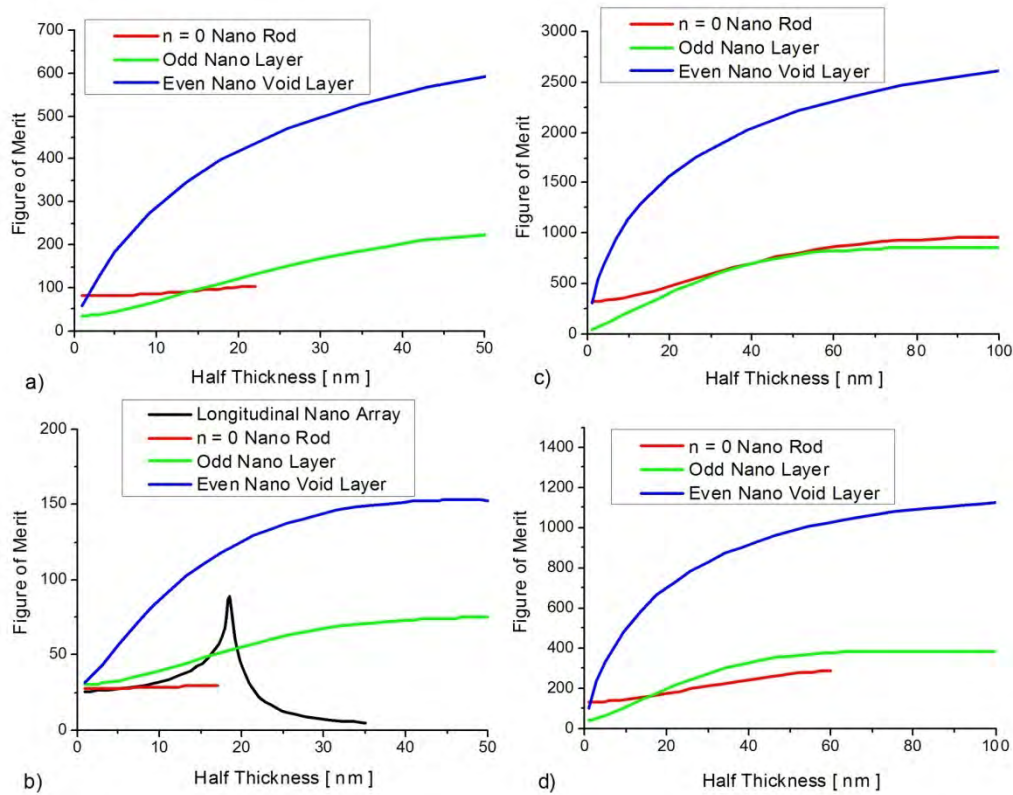 n = 0 Nano Rod
Odd Nano Layer
Even Nano Void Layer
Figure of Merit
700
600
500
400
300
200
100
0
0 10 20 30 40 50
Half Thickness [ nm ]
a)
n = 0 Nano Rod
Odd Nano Layer
Even Nano Void Layer
Figure of Merit
3000
2500
2000
1500
1000
500
0
0 20 40 60 80 100
Half Thickness [ nm ]
c)
Longitudinal Nano Array
n = 0 Nano Rod
Odd Nano Layer
Even Nano Void Layer
Figure of Merit
200
150
100
50
0
0 10 20 30 40 50
Half Thickness [ nm ]
b)
n = 0 Nano Rod
Odd Nano Layer
Even Nano Void Layer
Figure of Merit
1400
1200
1000
800
600
400
200
0
0 20 40 60 80 100
Half Thickness [ nm ]
d)